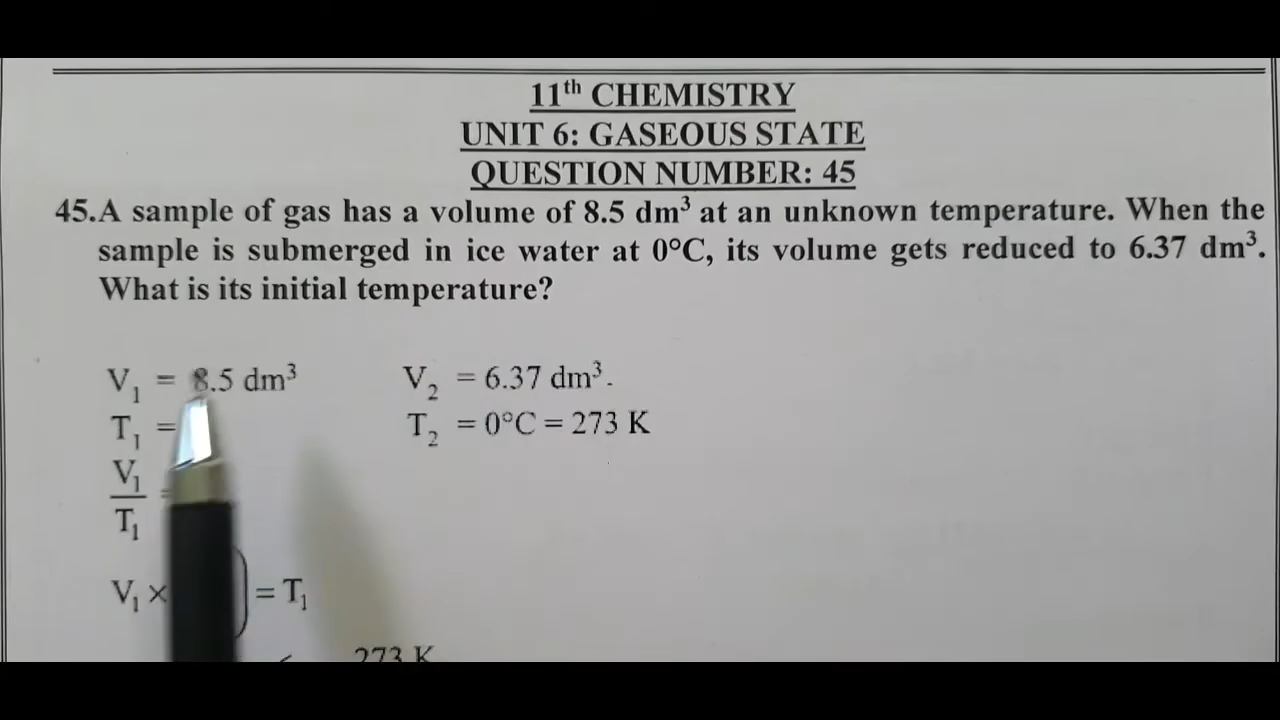 11th CHEMISTRY
UNIT 6: GASEOUS STATE
QUESTION NUMBER: 45
45.A sample of gas has a volume of 8.5 dm³ at an unknown temperature. When the
sample is submerged in ice water at 0°C, its volume gets reduced to 6.37 dm³.
What is its initial temperature?
V₁ = 8.5 dm³ V₂ = 6.37 dm³.
T₁ = T₂ = 0°C = 273 K
V₁
T₁
V₁ × = T₁
273 K